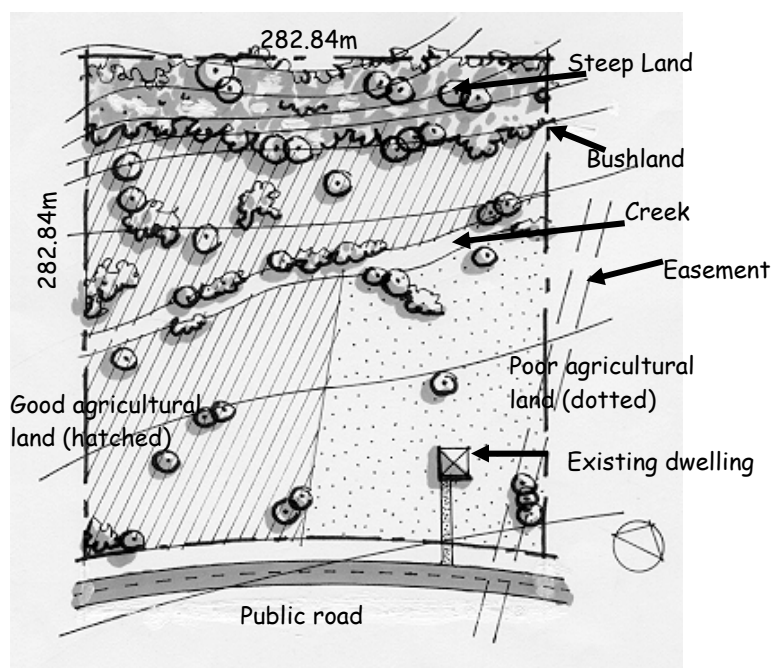 282.84m
Steep Land
Bushland
Creek
282.84m
Easement
Poor agricultural
land (dotted)
Good agricultural
land (hatched)
Existing dwelling
Public road